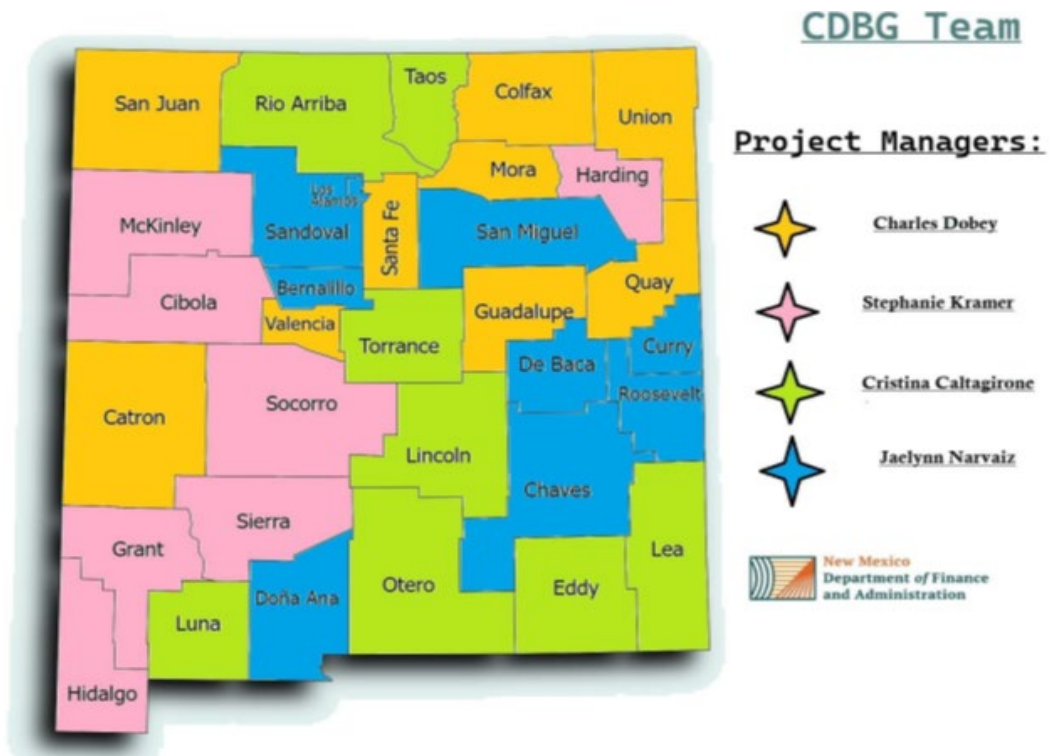 CDBG Team
San Juan
Rio Arriba
Taos
Colfax
Union
Mora
Harding
McKinley
Los
Alamos
Sandoval
Santa Fe
San Miguel
Cibola
Bernalillo
Quay
Valencia
Guadalupe
Torrance
De Baca
Curry
Catron
Socorro
Roosevelt
Lincoln
Chaves
Grant
Sierra
Lea
Doña Ana
Otero
Eddy
Luna
Hidalgo
Project Managers:
Charles Dobey
Stephanie Kramer
Cristina Caltagirone
Jaelynn Narvaiz
New Mexico
Department of Finance
and Administration